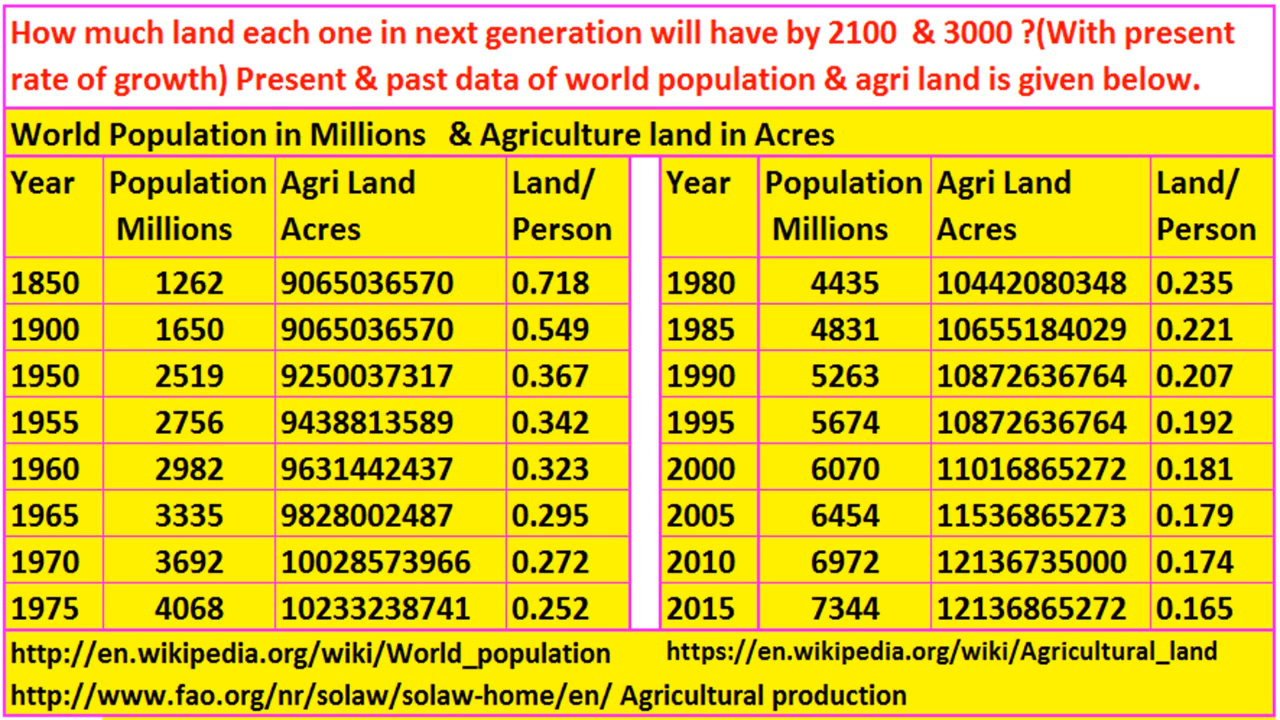 How much land each one in next generation will have by 2100 & 3000 ?(With present
rate of growth) Present & past data of world population & agri land is given below.
World Population in Millions & Agriculture land in Acres
Year Population Agri Land Land/ Year Population Agri Land Land/
Millions Acres Person Millions Acres Person
1850 1262 9065036570 0.718 1980 4435 10442080348 0.235
1900 1650 9065036570 0.549 1985 4831 10655184029 0.221
1950 2519 9250037317 0.367 1990 5263 10872636764 0.207
1955 2756 9438813589 0.342 1995 5674 10872636764 0.192
1960 2982 9631442437 0.323 2000 6070 11016865272 0.181
1965 3335 9828002487 0.295 2005 6454 11536865273 0.179
1970 3692 10028573966 0.272 2010 6972 12136735000 0.174
1975 4068 10233238741 0.252 2015 7344 12136865272 0.165
http://en.wikipedia.org/wiki/World_population https://en.wikipedia.org/wiki/Agricultural_land
http://www.fao.org/nr/solaw/solaw-home/en/ Agricultural production